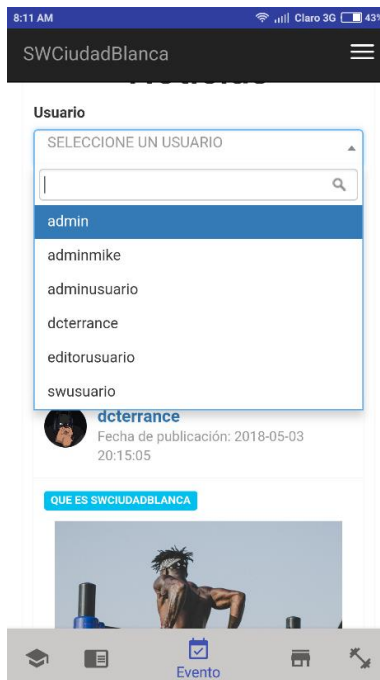 8:11 AM Claro 3G 43%
SWCiudadBlanca
Usuario
SELECCIONE UN USUARIO
admin
adminmike
adminusuario
dcterrance
editorusuario
swusuario
dcterrance
Fecha de publicación: 2018-05-03
20:15:05
QUE ES SWCIUDADBLANCA
Evento